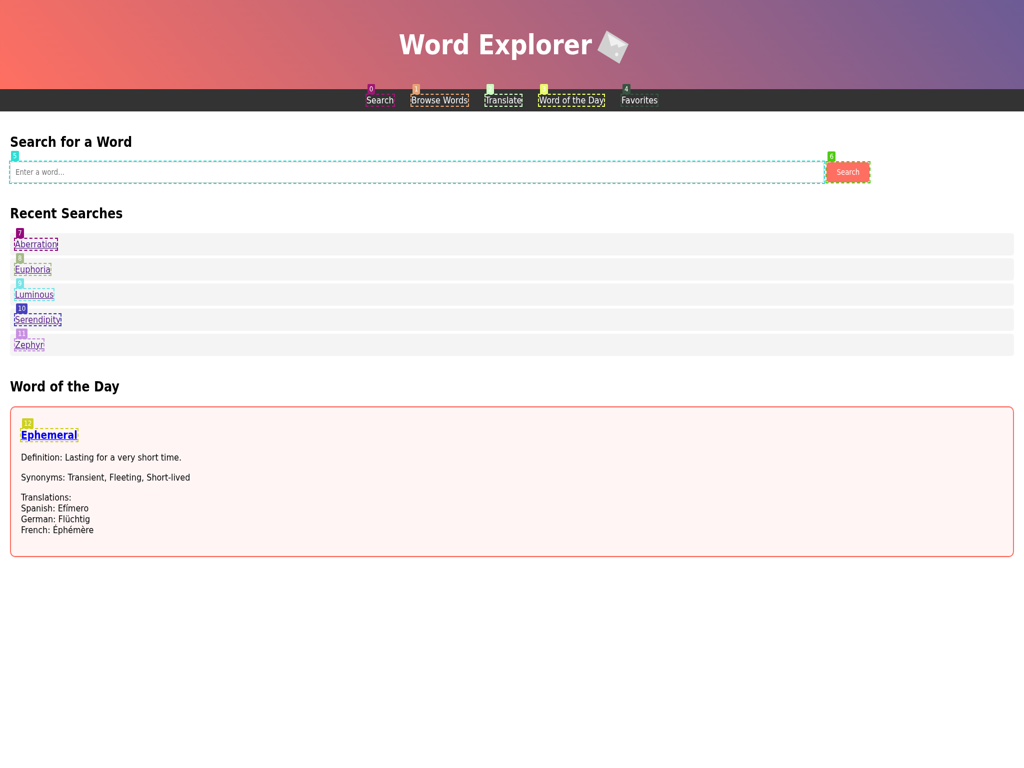 Word Explorer
0
1
3
4
Search
Browse Words
Translate
Word of the Day
Favorites
Search for a Word
5
6
Enter a word...
Search
Recent Searches
7
Aberration
8
Euphoria
9
Luminous
10
Serendipity
11
Zephyr
Word of the Day
12
Ephemeral
Definition: Lasting for a very short time.
Synonyms: Transient, Fleeting, Short-lived
Translations:
Spanish: Efímero
German: Flüchtig
French: Éphémère